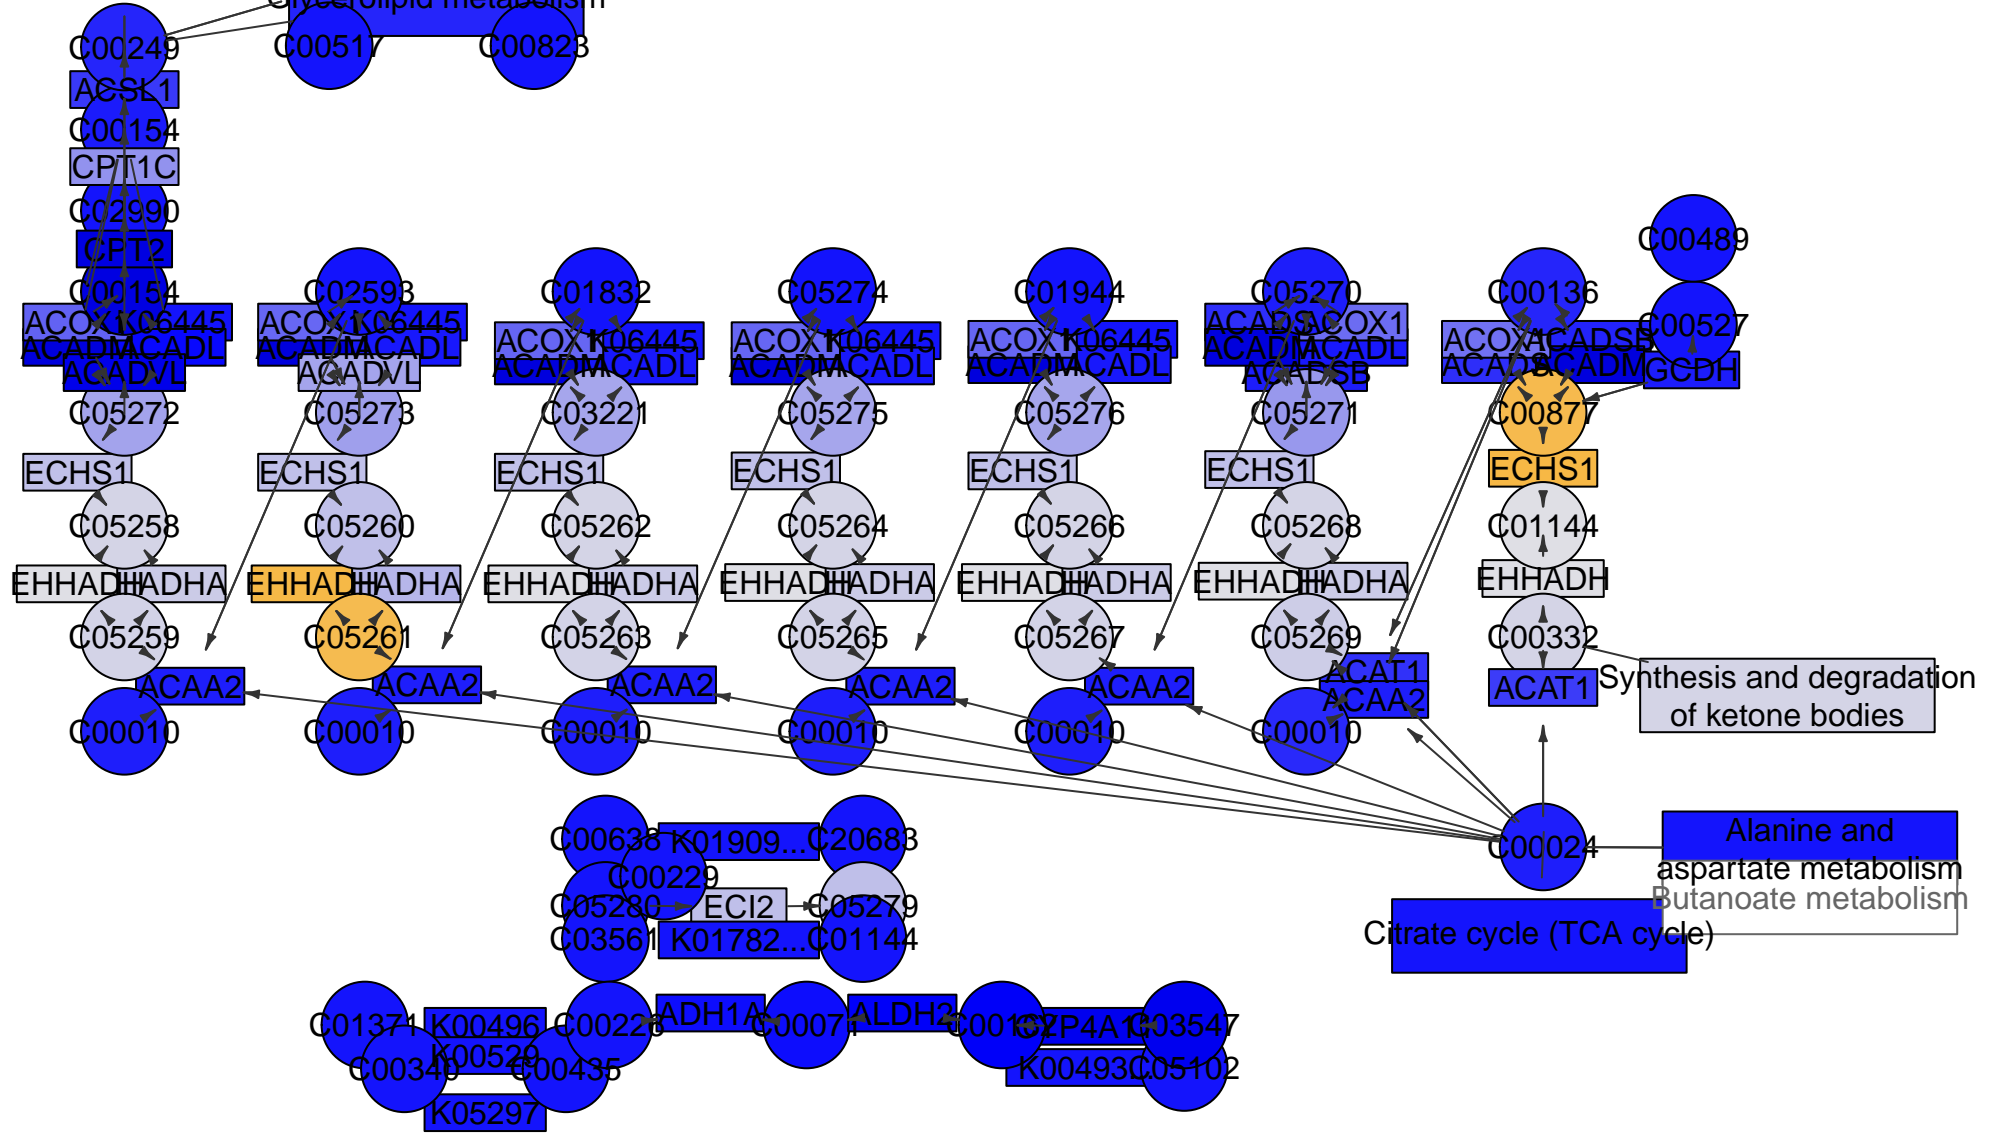 Glycerolipid metabolism
C00249
C00517
C00823
ACSL1
C00154
CPT1C
C02990
CPT2
C00489
C00154
C02593
C01832
C05274
C01944
C05270
C00136
C00527
ACOX1
K06445
ACOX1
K06445
ACOX1
K06445
ACOX1
K06445
ACOX1
K06445
ACADS
ACOX1
ACOX1
ACADSB
ACADM
ACADL
ACADM
ACADL
ACADM
ACADL
ACADM
ACADL
ACADM
ACADL
ACADM
ACADL
ACADS
ACADM
GCDH
ACADVL
ACADVL
ACADSB
C05272
C05273
C03221
C05275
C05276
C05271
C00877
ECHS1
ECHS1
ECHS1
ECHS1
ECHS1
ECHS1
ECHS1
C05258
C05260
C05262
C05264
C05266
C05268
C01144
EHHADH
HADHA
EHHADH
HADHA
EHHADH
HADHA
EHHADH
HADHA
EHHADH
HADHA
EHHADH
HADHA
EHHADH
C05259
C05261
C05263
C05265
C05267
C05269
C00332
ACAA2
ACAA2
ACAA2
ACAA2
ACAA2
ACAT1
ACAA2
ACAT1
Synthesis and degradation
of ketone bodies
C00010
C00010
C00010
C00010
C00010
C00010
C00638
K01909...
C20683
C00024
Alanine and
aspartate metabolism
Butanoate metabolism
C00229
C05280
ECI2
C05279
C03561
K01782...
C01144
Citrate cycle (TCA cycle)
C01371
K00496
C00226
ADH1A
C00071
ALDH2
C03547
K00529
C00340
C00435
K00493...
C05102
K05297